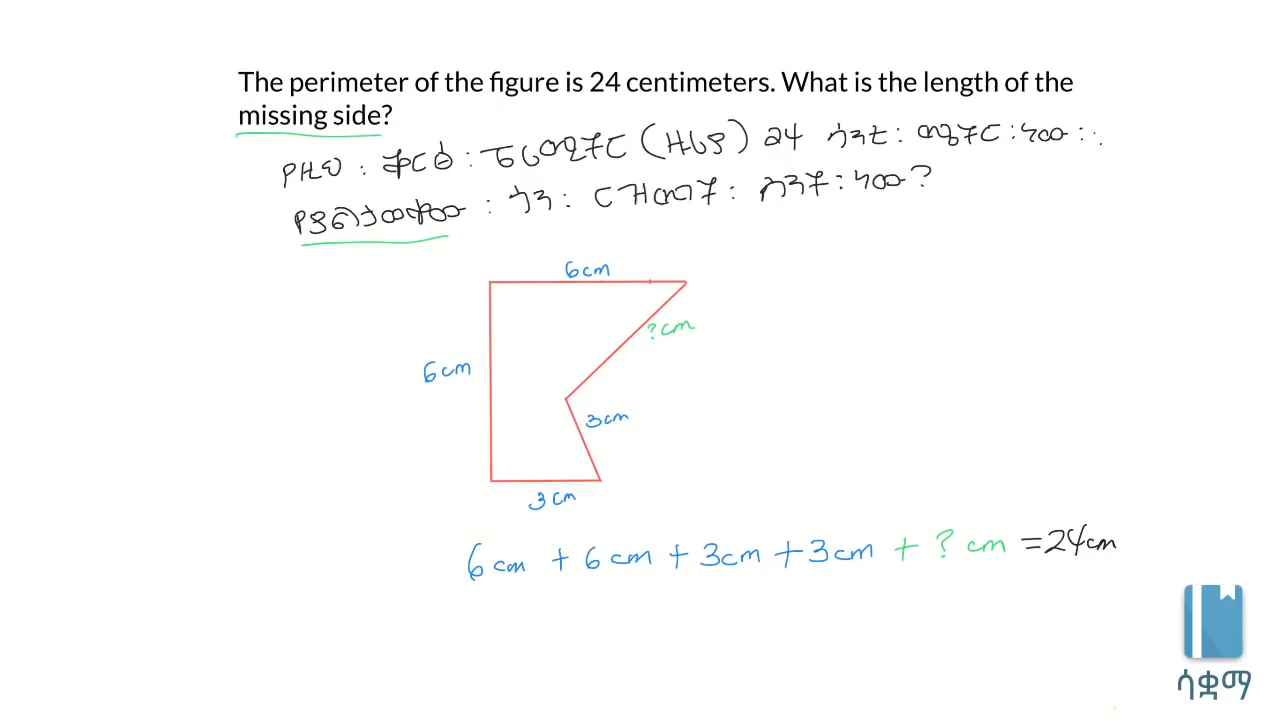 The perimeter of the figure is 24 centimeters. What is the length of the
missing side?
የዚህ : ቅርፅ : ፔሪሜትር (ዙሪያ) 24 ሳንቲ : ሜትር : ነው ::
: ጎን : ርዝመት : ስንት : ነው ?
6cm
?cm
6cm
3cm
3cm
6cm + 6cm + 3cm + 3cm + ? cm = 24cm
ሳቋማ